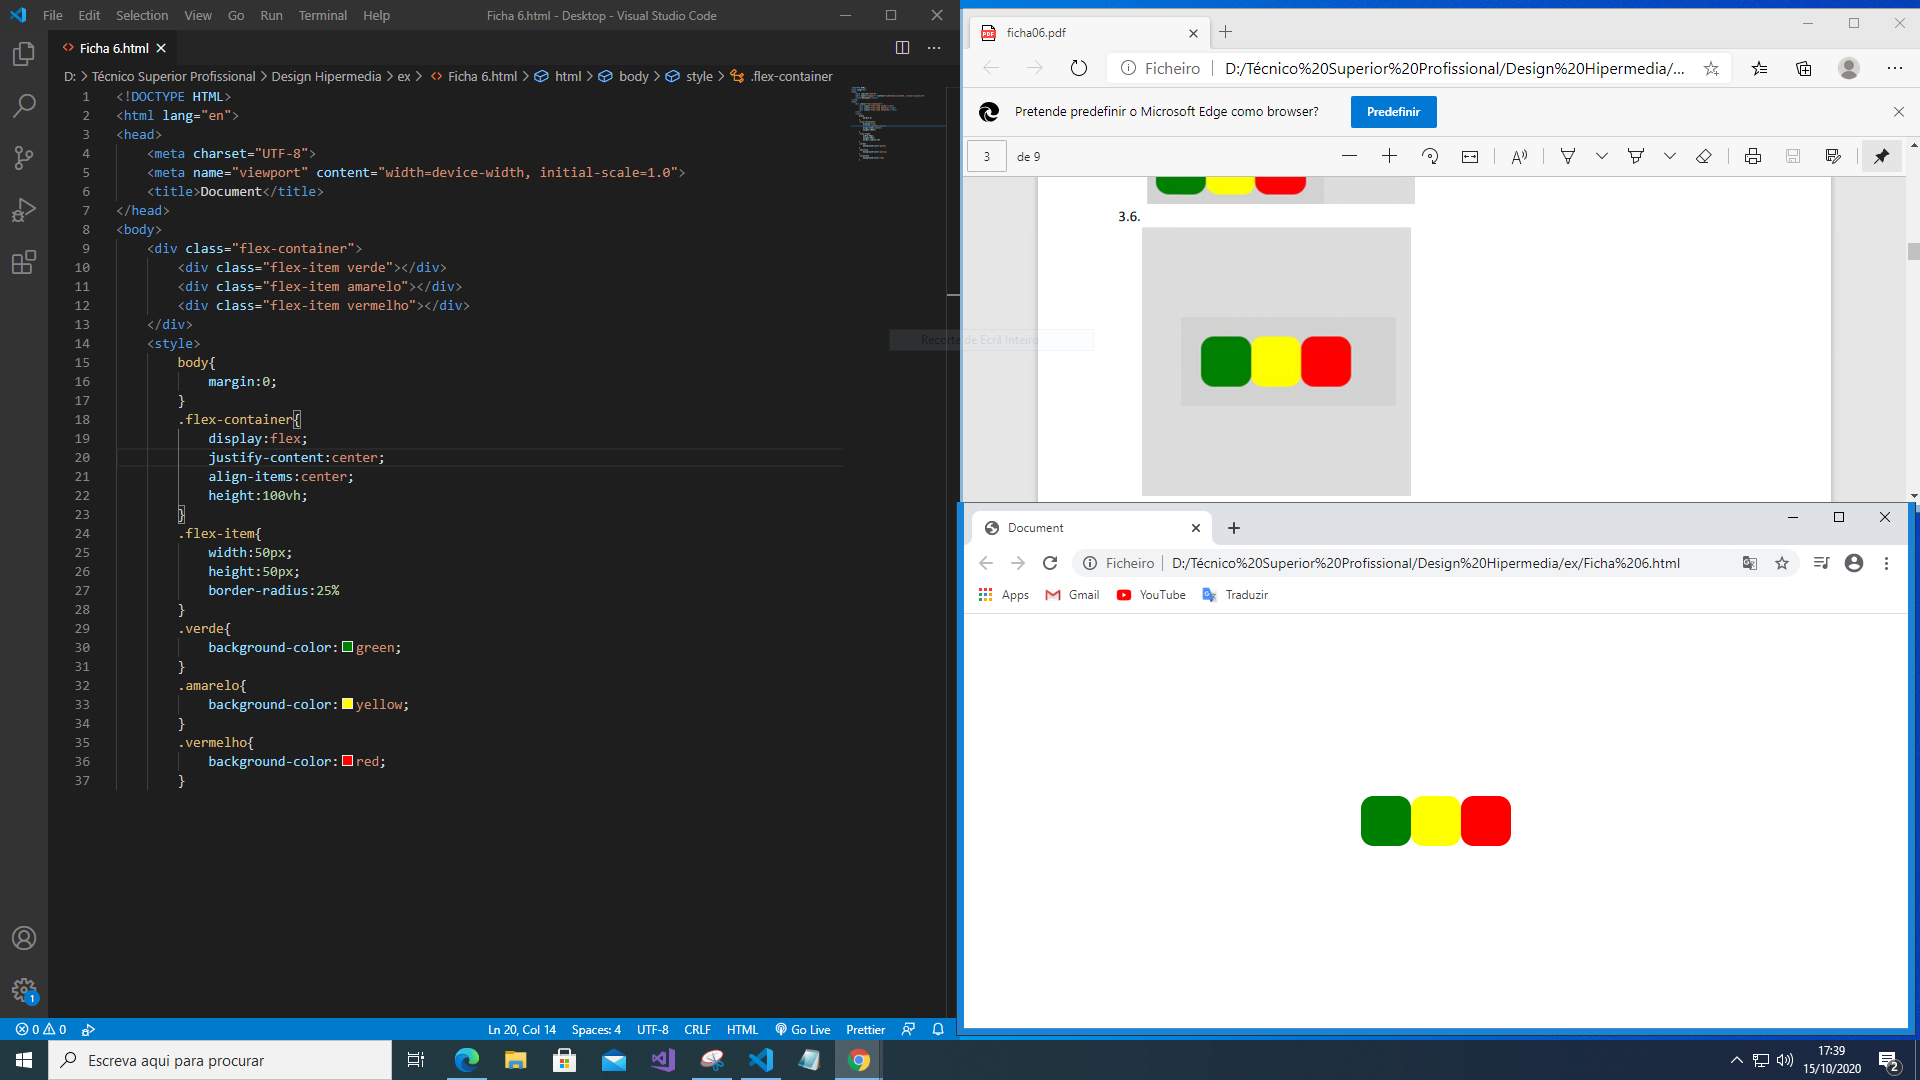 File Edit Selection View Go Run Terminal Help
Ficha 6.html - Desktop - Visual Studio Code
Ficha 6.html
D: > Técnico Superior Profissional > Design Hipermedia > ex > Ficha 6.html > html > body > style > .flex-container
1 <!DOCTYPE HTML>
2 <html lang="en">
3 <head>
4 <meta charset="UTF-8">
5 <meta name="viewport" content="width=device-width, initial-scale=1.0">
6 <title>Document</title>
7 </head>
8 <body>
9 <div class="flex-container">
10 <div class="flex-item verde"></div>
11 <div class="flex-item amarelo"></div>
12 <div class="flex-item vermelho"></div>
13 </div>
14 <style>
15 body{
16 margin:0;
17 }
18 .flex-container{
19 display:flex;
20 justify-content:center;
21 align-items:center;
22 height:100vh;
23 }
24 .flex-item{
25 width:50px;
26 height:50px;
27 border-radius:25%
28 }
29 .verde{
30 background-color:green;
31 }
32 .amarelo{
33 background-color:yellow;
34 }
35 .vermelho{
36 background-color:red;
37 }
1
0 0
Ln 20, Col 14 Spaces: 4 UTF-8 CRLF HTML Go Live Prettier
Recorte de Ecrã Inteiro
PDF ficha06.pdf
Ficheiro D:/Técnico%20Superior%20Profissional/Design%20Hipermedia/...
Pretende predefinir o Microsoft Edge como browser? Predefinir
3 de 9
3.6.
Document
Ficheiro D:/Técnico%20Superior%20Profissional/Design%20Hipermedia/ex/Ficha%206.html
Apps Gmail YouTube Traduzir
Escreva aqui para procurar
17:39
15/10/2020
2